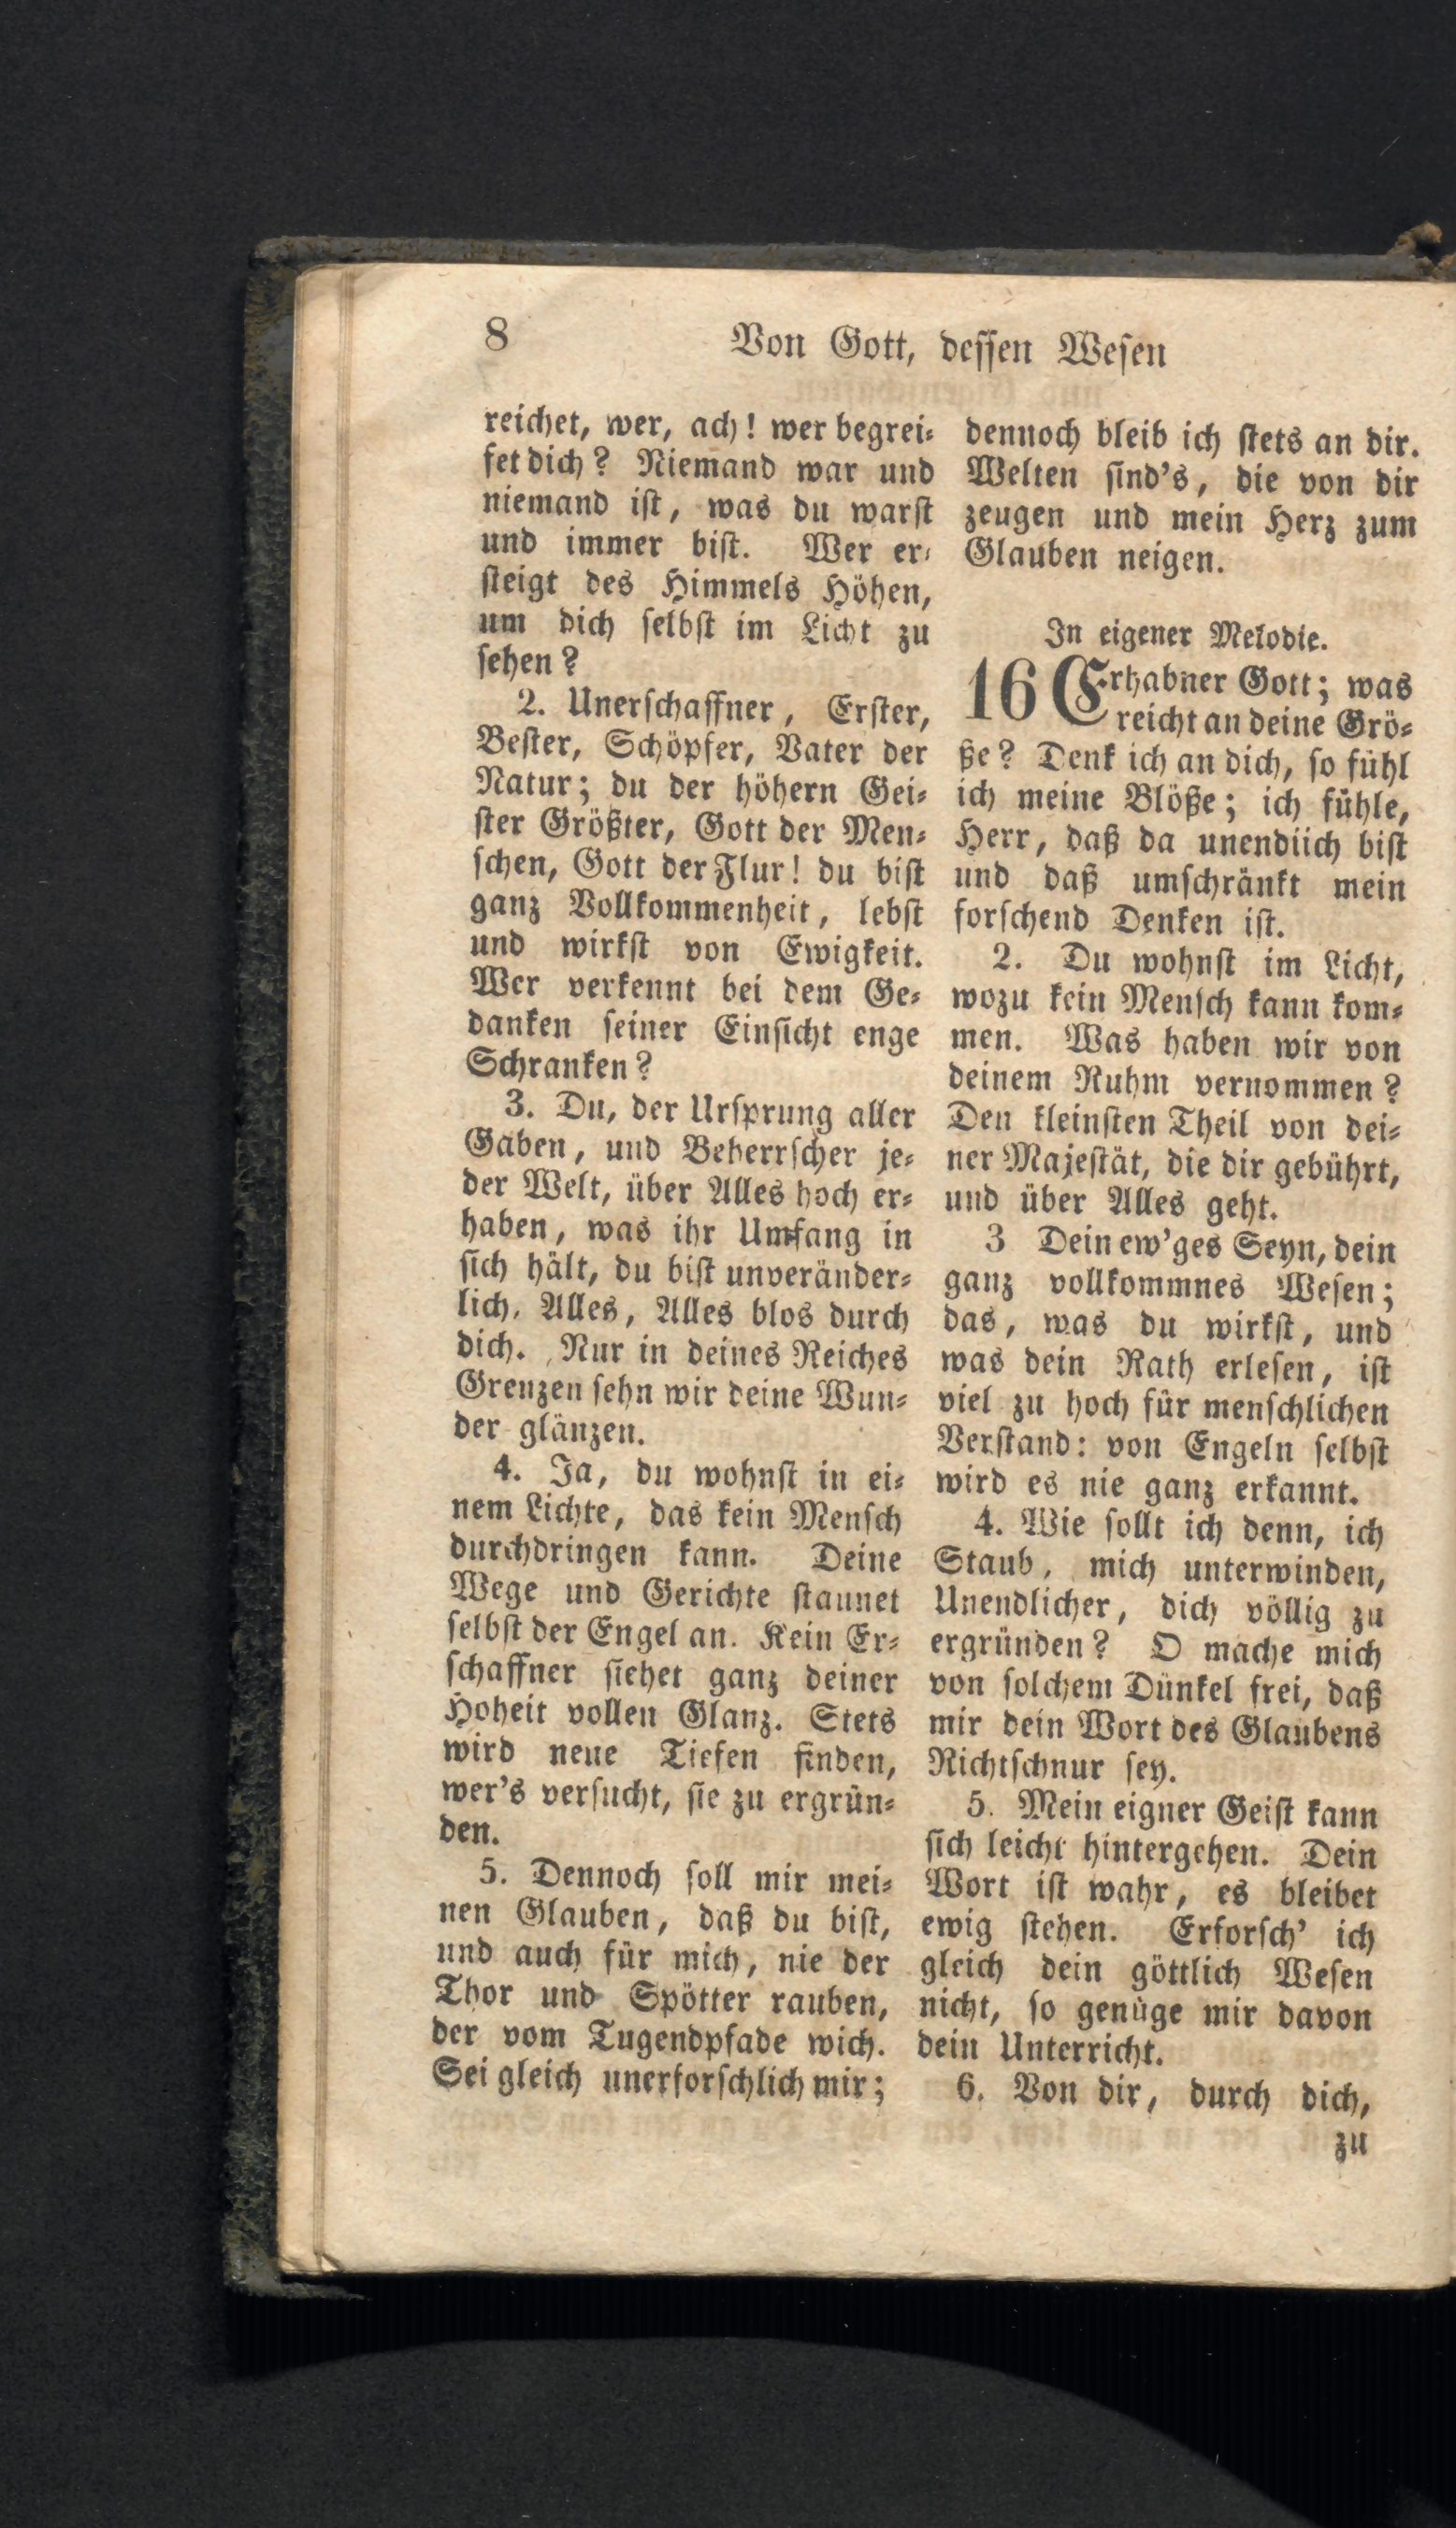 8
Von Gott, dessen Wesen
reichet, wer, ach! wer begrei-
fet dich? Niemand war und
niemand ist, was du warst
und immer bist. Wer er-
steigt des Himmels Höhen,
um dich selbst im Licht zu
sehen?
2. Unerschaffner, Erster,
Bester, Schöpfer, Vater der
Natur; du der höhern Gei-
ster Größter, Gott der Men-
schen, Gott der Flur! du bist
ganz Vollkommenheit, lebst
und wirkst von Ewigkeit.
Wer verkennt bei dem Ge-
danken seiner Einsicht enge
Schranken?
3. Du, der Ursprung aller
Gaben, und Beherrscher je-
der Welt, über Alles hoch er-
haben, was ihr Umfang in
sich hält, du bist unveränder-
lich, Alles, Alles blos durch
dich. Nur in deines Reiches
Grenzen sehn wir deine Wun-
der glänzen.
4. Ja, du wohnst in ei-
nem Lichte, das kein Mensch
durchdringen kann. Deine
Wege und Gerichte staunet
selbst der Engel an. Kein Er-
schaffner siehet ganz deiner
Hoheit vollen Glanz. Stets
wird neue Tiefen finden,
wer's versucht, sie zu ergrün-
den.
5. Dennoch soll mir mei-
nen Glauben, daß du bist,
und auch für mich, nie der
Thor und Spötter rauben,
der vom Tugendpfade wich.
Sei gleich unerforschlich mir;
dennoch bleib ich stets an dir.
Welten sind's, die von dir
zeugen und mein Herz zum
Glauben neigen.
In eigener Melodie.
16 Erhabner Gott; was
reicht an deine Grö-
ße? Denk ich an dich, so fühl
ich meine Blöße; ich fühle,
Herr, daß da unendiich bist
und daß umschränkt mein
forschend Denken ist.
2. Du wohnst im Licht,
wozu kein Mensch kann kom-
men. Was haben wir von
deinem Ruhm vernommen?
Den kleinsten Theil von dei-
ner Majestät, die dir gebührt,
und über Alles geht.
3 Dein ew'ges Seyn, dein
ganz vollkommnes Wesen;
das, was du wirkst, und
was dein Rath erlesen, ist
viel zu hoch für menschlichen
Verstand: von Engeln selbst
wird es nie ganz erkannt.
4. Wie sollt ich denn, ich
Staub, mich unterwinden,
Unendlicher, dich völlig zu
ergründen? O mache mich
von solchem Dünkel frei, daß
mir dein Wort des Glaubens
Richtschnur sey.
5. Mein eigner Geist kann
sich leicht hintergehen. Dein
Wort ist wahr, es bleibet
ewig stehen. Erforsch' ich
gleich dein göttlich Wesen
nicht, so genüge mir davon
dein Unterricht.
6. Von dir, durch dich,
zu